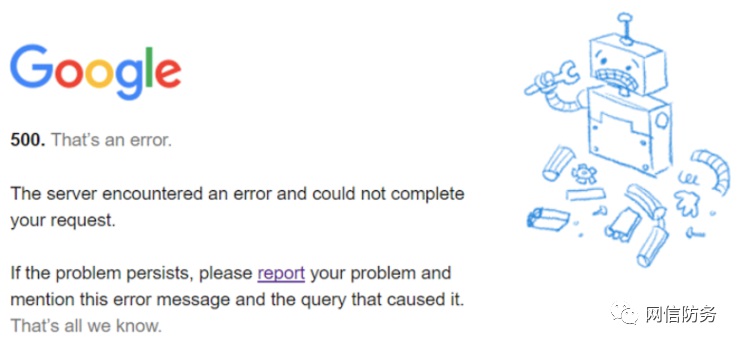 Google
500. That's an error.
The server encountered an error and could not complete
your request.
If the problem persists, please report your problem and
mention this error message and the query that caused it.
That's all we know.
网信防务